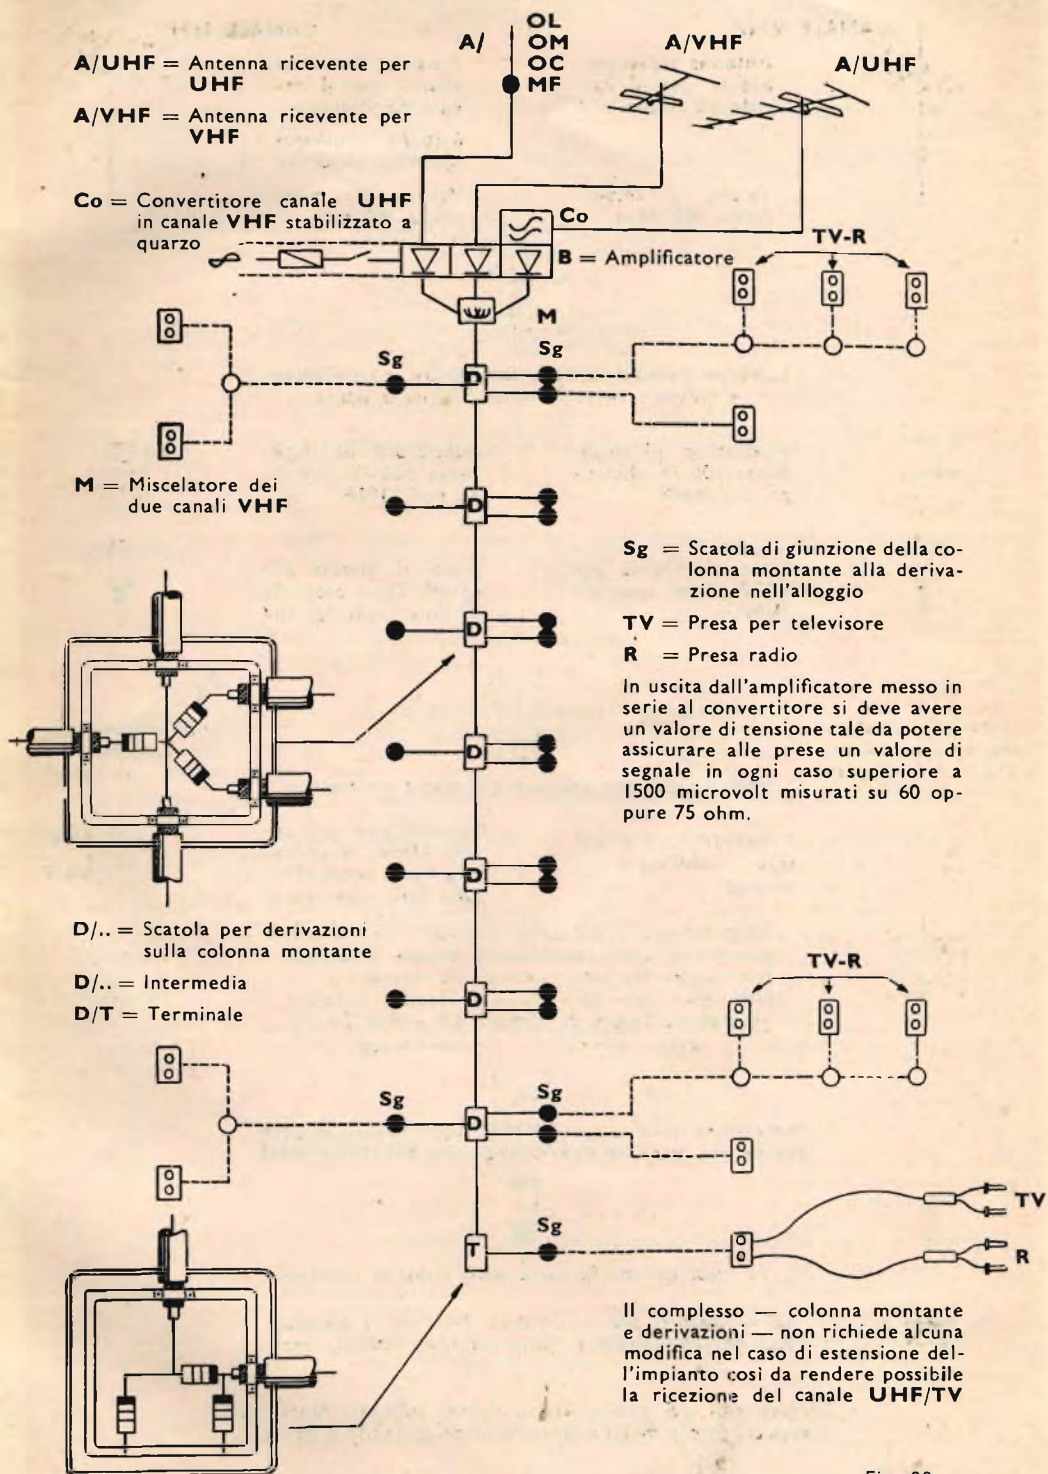 A/
OL
OM
OC
MF
A/VHF
A/UHF
A/UHF = Antenna ricevente per
UHF
A/VHF = Antenna ricevente per
VHF
Co = Convertitore canale UHF
in canale VHF stabilizzato a
quarzo
Co
B = Amplificatore
TV-R
M
Sg
Sg
D
M = Miscelatore dei
due canali VHF
D
Sg = Scatola di giunzione della co-
lonna montante alla deriva-
zione nell'alloggio
TV = Presa per televisore
R = Presa radio
In uscita dall'amplificatore messo in
serie al convertitore si deve avere
un valore di tensione tale da potere
assicurare alle prese un valore di
segnale in ogni caso superiore a
1500 microvolt misurati su 60 op-
pure 75 ohm.
D
D
D
D/.. = Scatola per derivazioni
sulla colonna montante
D/.. = Intermedia
D/T = Terminale
D
TV-R
Sg
Sg
D
Sg
T
TV
R
Il complesso — colonna montante
e derivazioni — non richiede alcuna
modifica nel caso di estensione del-
l'impianto così da rendere possibile
la ricezione del canale UHF/TV